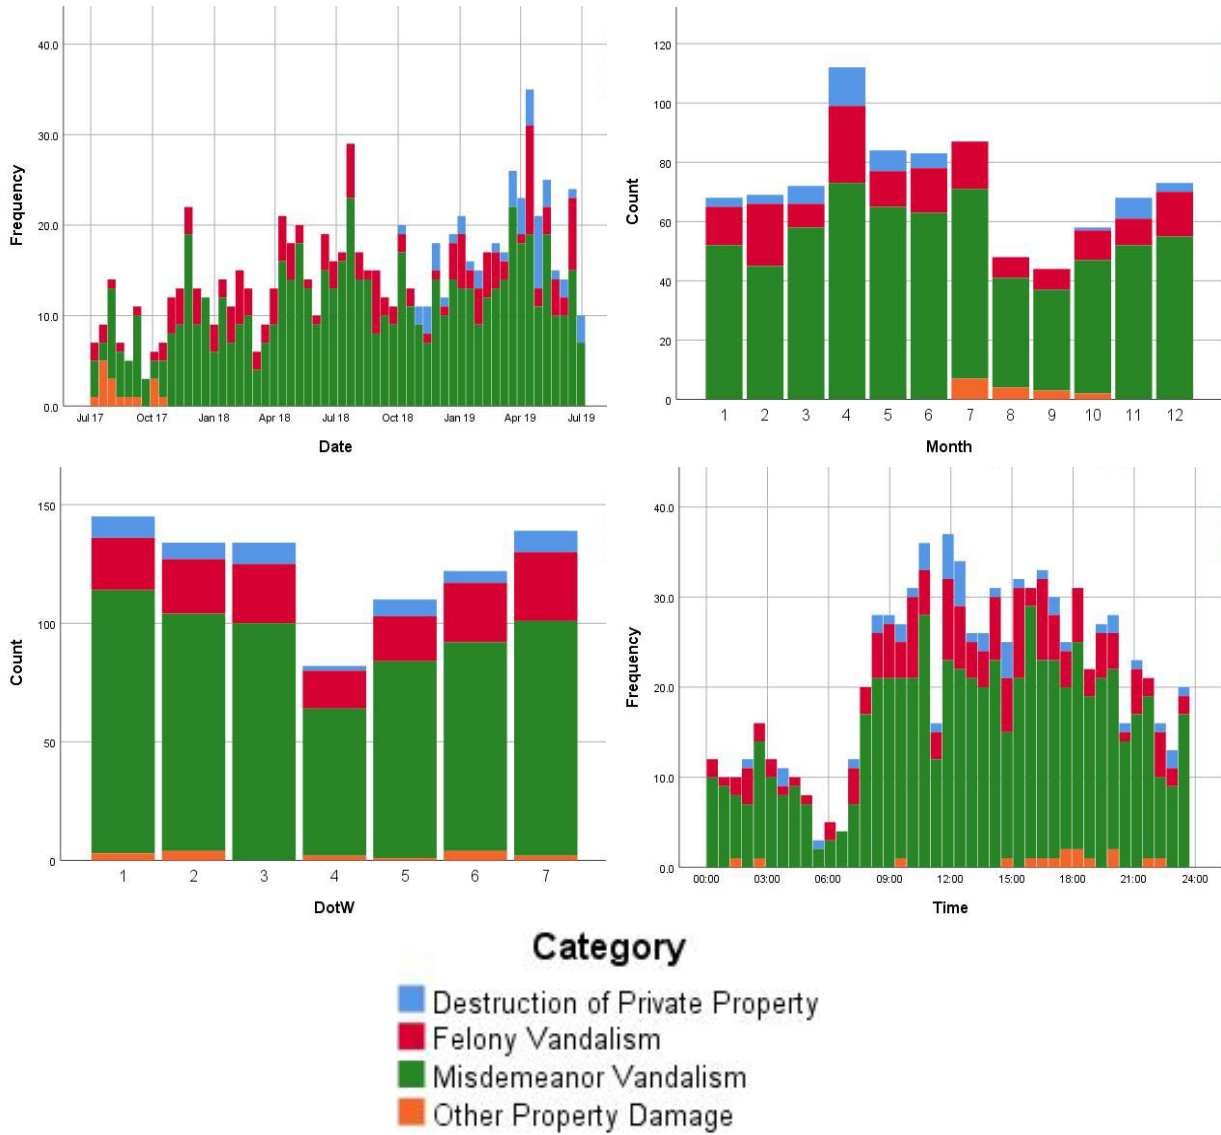 40.0
30.0
20.0
10.0
0.0
Frequency
Jul 17 Oct 17 Jan 18 Apr 18 Jul 18 Oct 18 Jan 19 Apr 19 Jul 19
Date
120
100
80
60
40
20
0
Count
1 2 3 4 5 6 7 8 9 10 11 12
Month
150
100
50
0
Count
1 2 3 4 5 6 7
DotW
40.0
30.0
20.0
10.0
0.0
Frequency
00:00 03:00 06:00 09:00 12:00 15:00 18:00 21:00 24:00
Time
Category
Destruction of Private Property
Felony Vandalism
Misdemeanor Vandalism
Other Property Damage